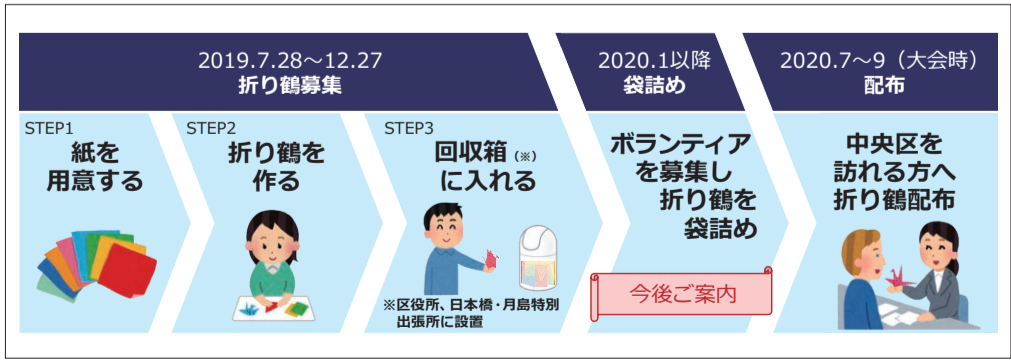 2019.7.28～12.27
折り鶴募集
2020.1以降
袋詰め
2020.7～9（大会時）
配布
STEP1
紙を
用意する
STEP2
折り鶴を
作る
STEP3
回収箱（※）
に入れる
※区役所、日本橋・月島特別
出張所に設置
ボランティア
を募集し
折り鶴を
袋詰め
今後ご案内
中央区を
訪れる方へ
折り鶴配布